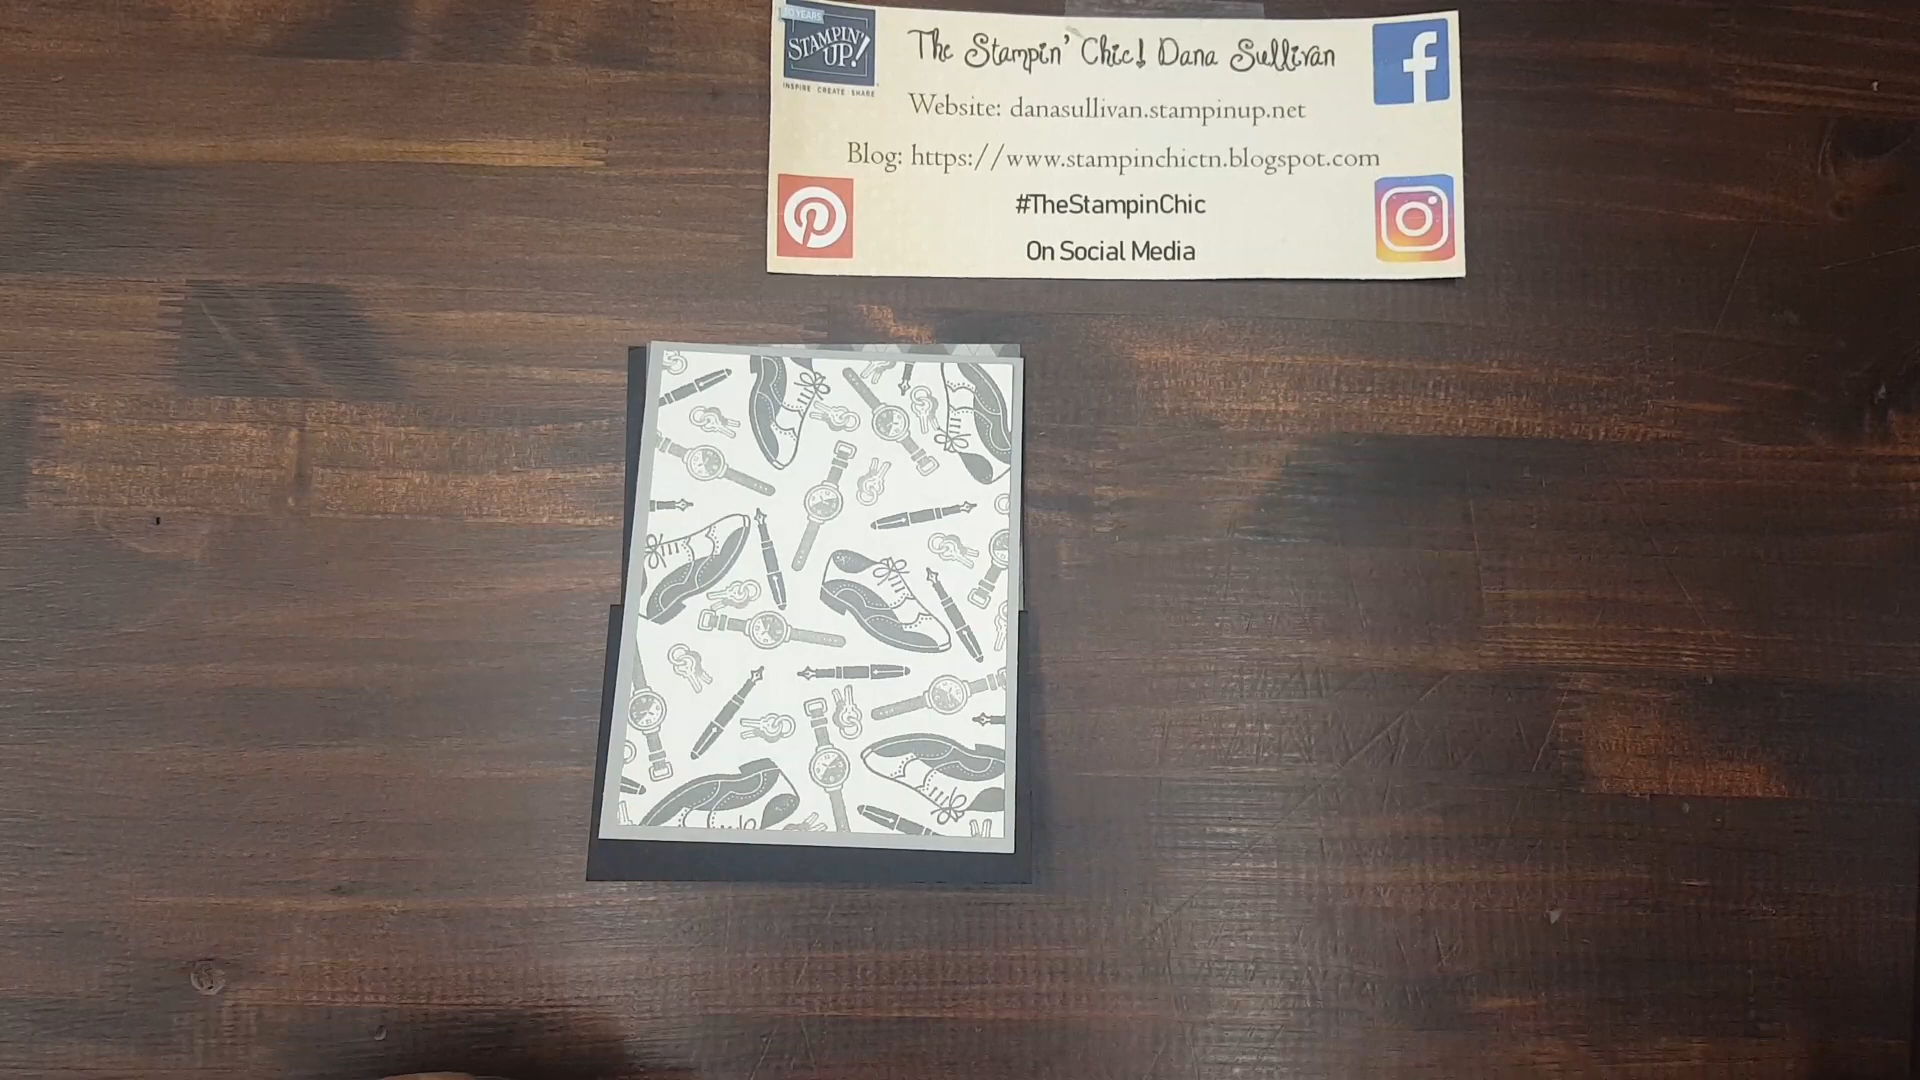 30 YEARS
STAMPIN'
UP!
INSPIRE · CREATE · SHARE
The Stampin' Chic! Dana Sullivan
Website: danasullivan.stampinup.net
Blog: https://www.stampinchictn.blogspot.com
#TheStampinChic
On Social Media